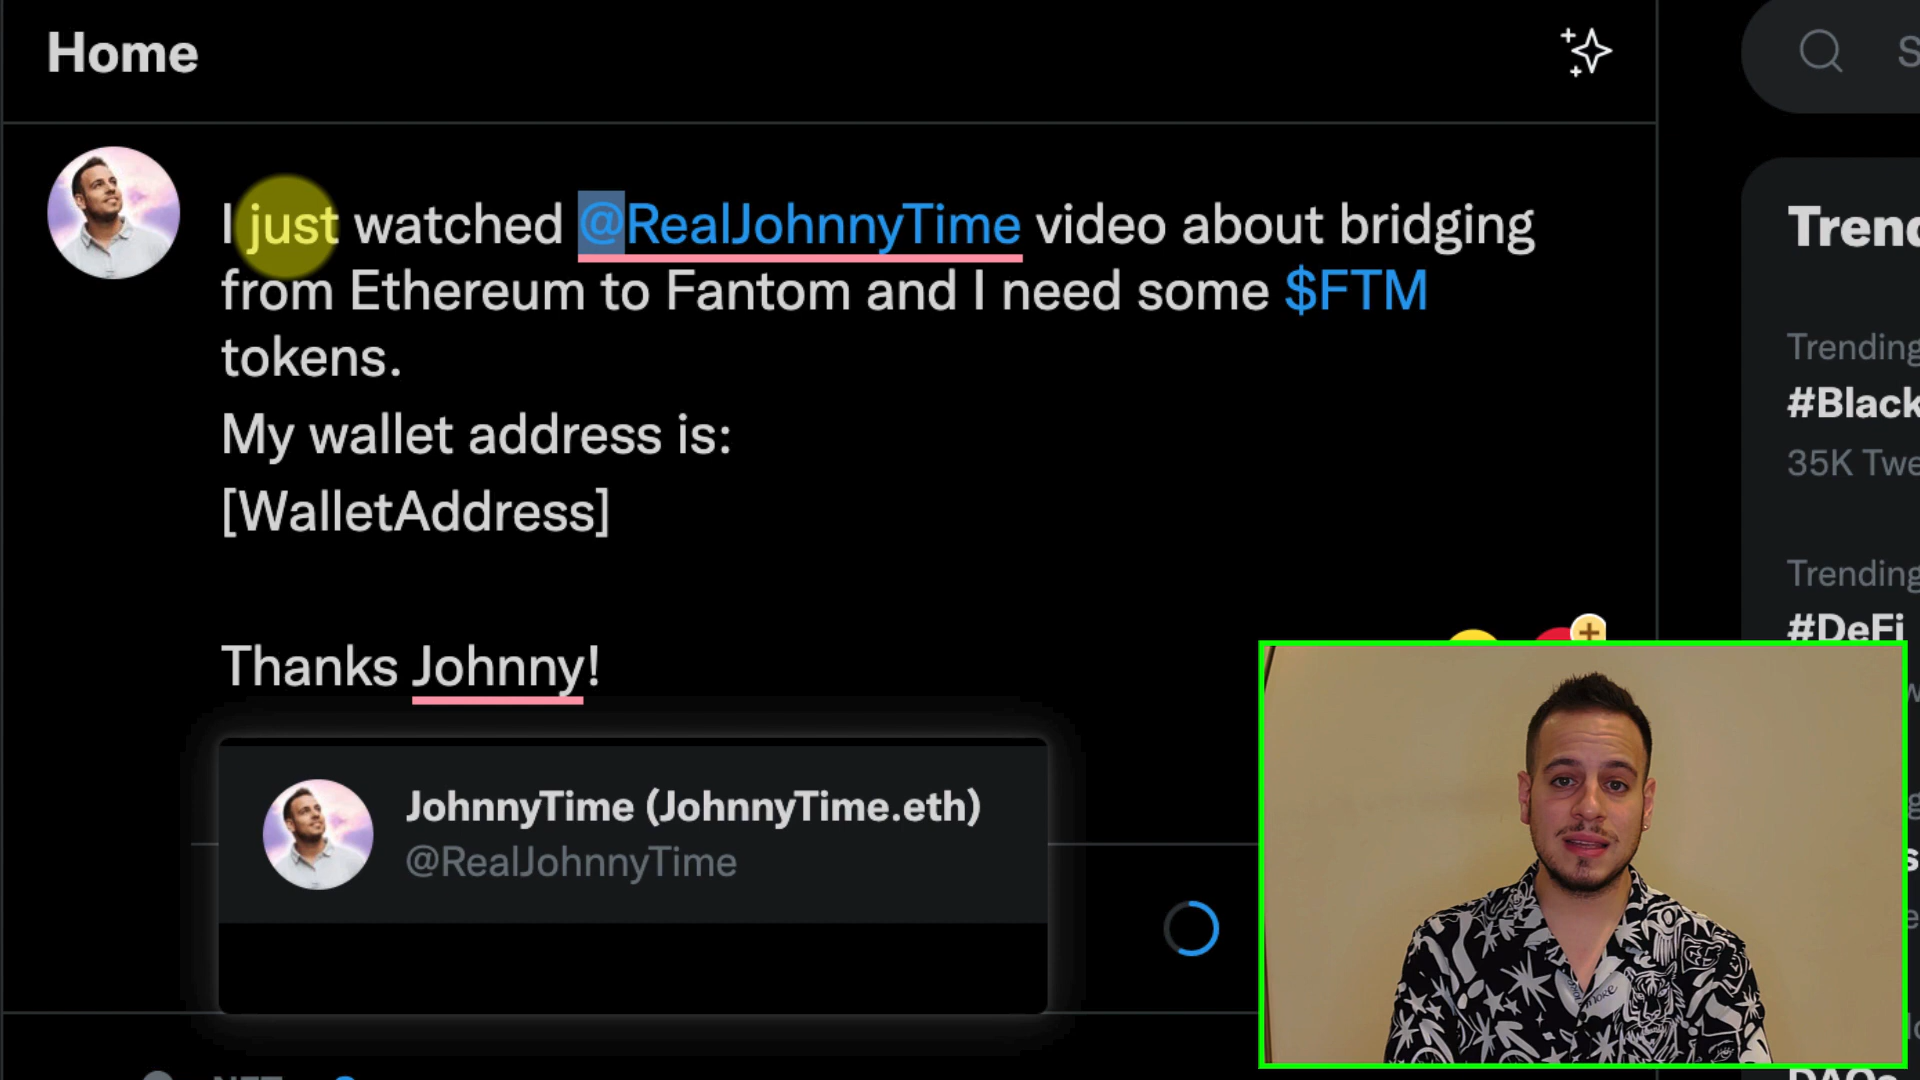 Home
I just watched @RealJohnnyTime video about bridging
from Ethereum to Fantom and I need some $FTM
tokens.
My wallet address is:
[WalletAddress]
Thanks Johnny!
JohnnyTime (JohnnyTime.eth)
@RealJohnnyTime
S
Trend
Trending
#Black
35K Twe
Trending
#DeFi